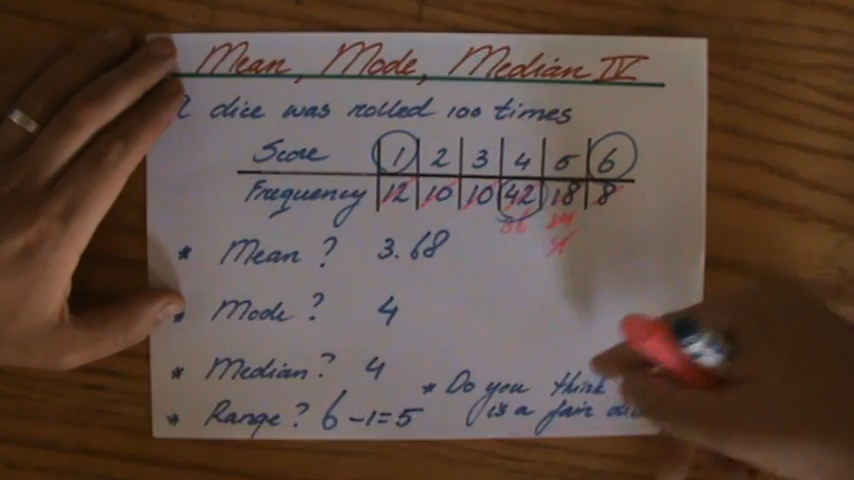 Mean, Mode, Median IV
dice was rolled 100 times
Score 1 2 3 4 5 6
Frequency 12 10 10 42 18 8
* Mean? 3.68
* Mode? 4
* Median? 4
* Range? 6-1=5
* Do you think
is a fair